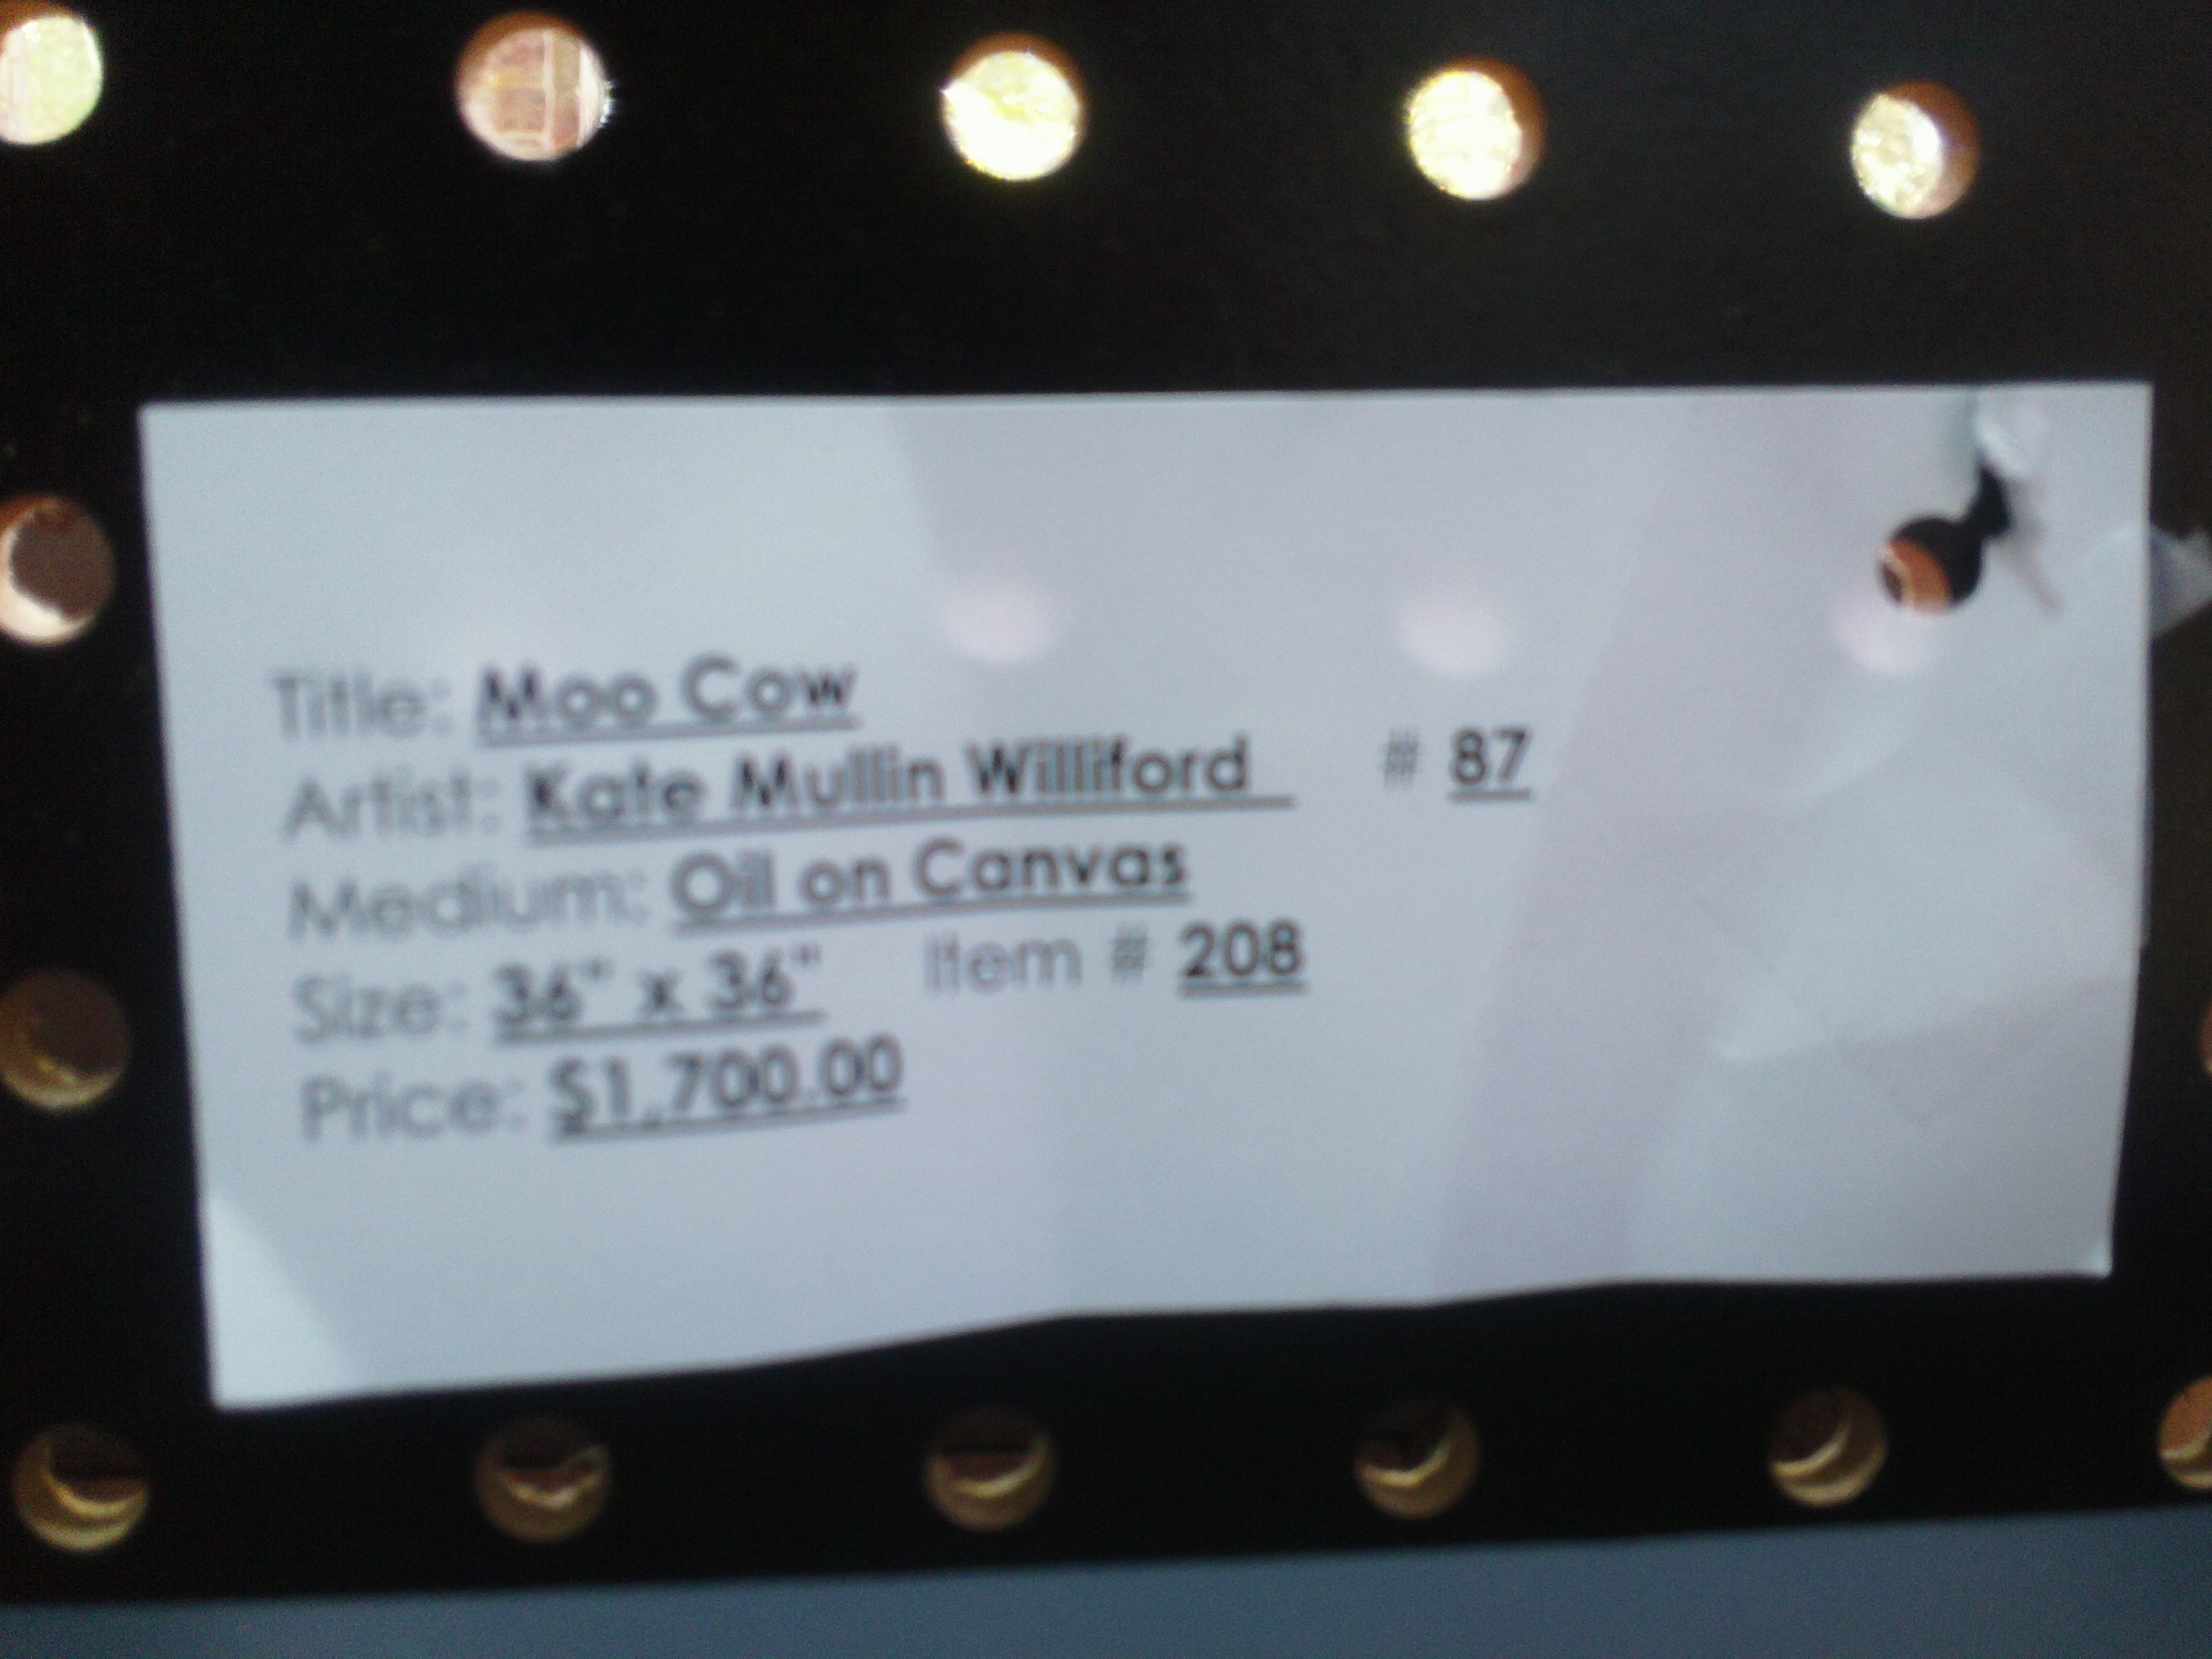 Title: Moo Cow
Artist: Kate Mullin Williford # 87
Medium: Oil on Canvas
Size: 36" x 36" Item # 208
Price: $1,700.00